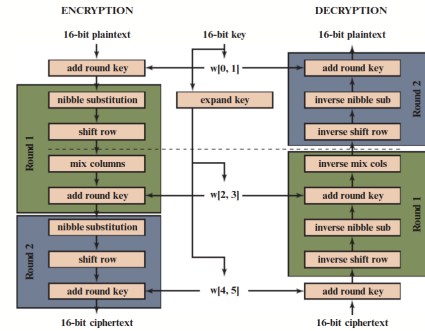 ENCRYPTION
DECRYPTION
16-bit plaintext
16-bit key
16-bit plaintext
add round key
w[0, 1]
add round key
nibble substitution
expand key
inverse nibble sub
Round 2
shift row
inverse shift row
Round 1
mix columns
inverse mix cols
add round key
w[2, 3]
add round key
Round 1
nibble substitution
inverse nibble sub
Round 2
shift row
inverse shift row
add round key
w[4, 5]
add round key
16-bit ciphertext
16-bit ciphertext